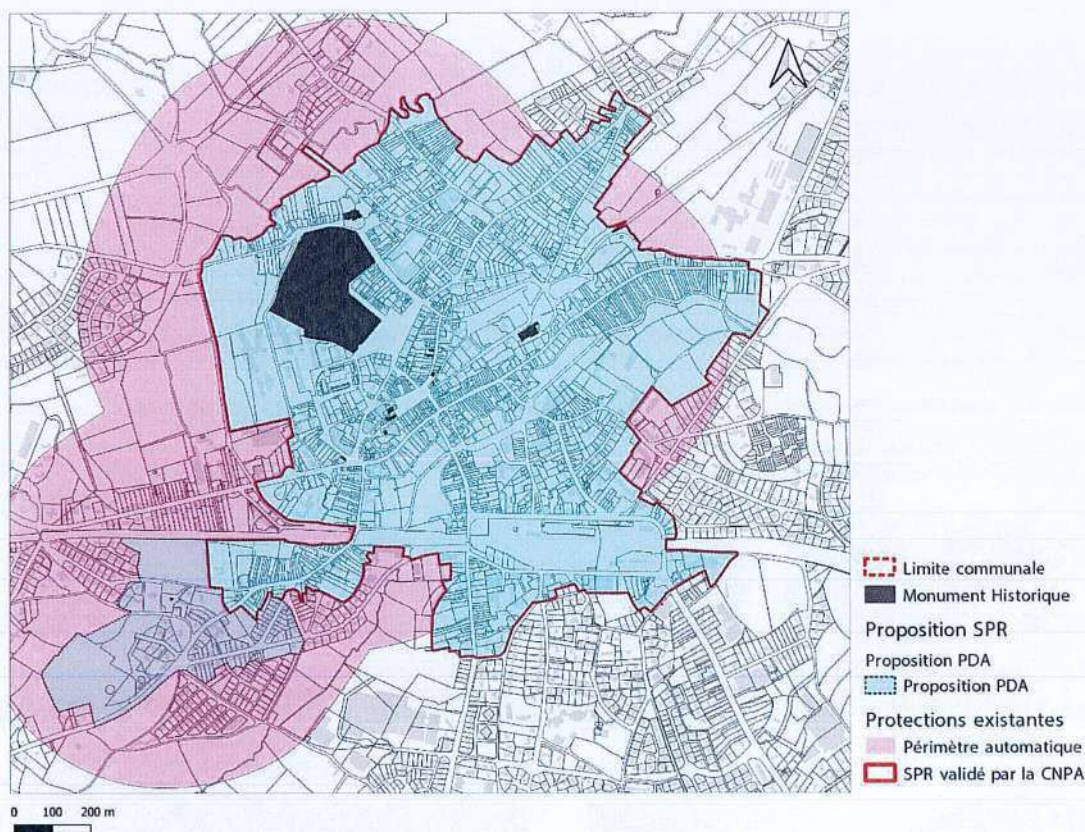 Limite communale
Monument Historique
Proposition SPR
Proposition PDA
Proposition PDA
Protections existantes
Périmètre automatique
SPR validé par la CNPA
0 100 200 m